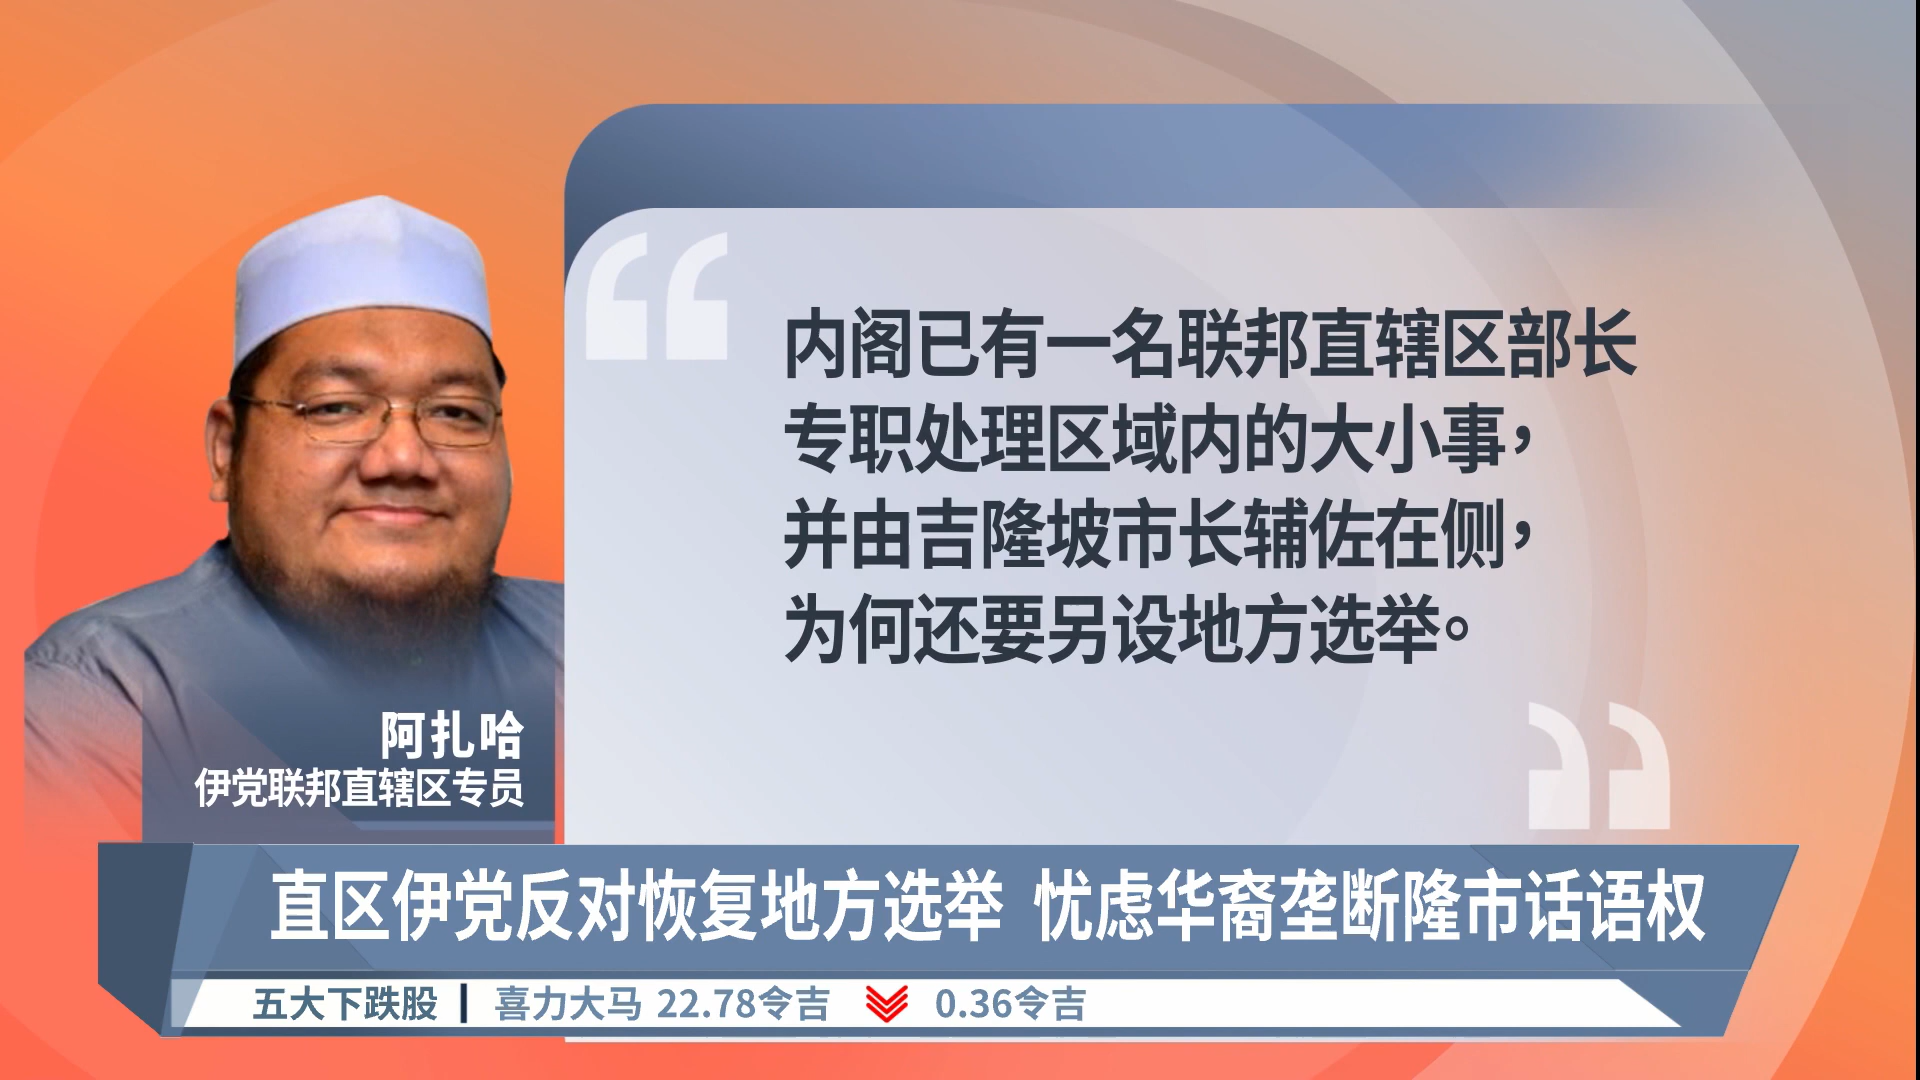 内阁已有一名联邦直辖区部长
专职处理区域内的大小事，
并由吉隆坡市长辅佐在侧，
为何还要另设地方选举。
阿扎哈
伊党联邦直辖区专员
直区伊党反对恢复地方选举 忧虑华裔垄断隆市话语权
五大下跌股 | 喜力大马 22.78令吉 0.36令吉